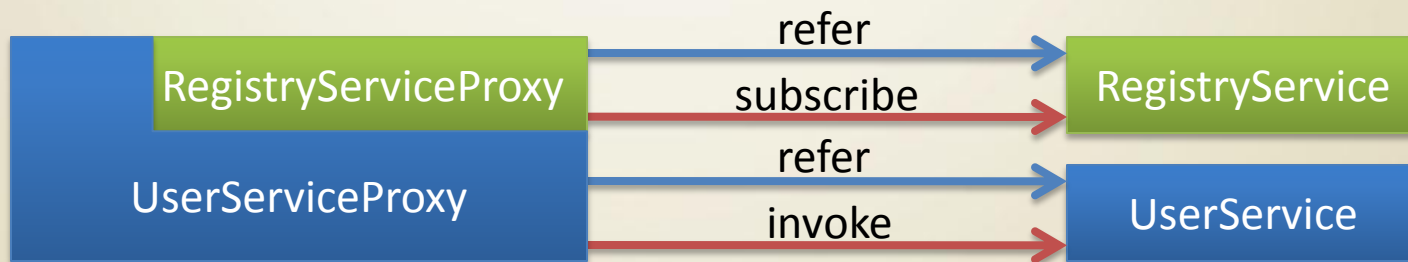 refer
RegistryServiceProxy
RegistryService
subscribe
refer
UserServiceProxy
UserService
invoke